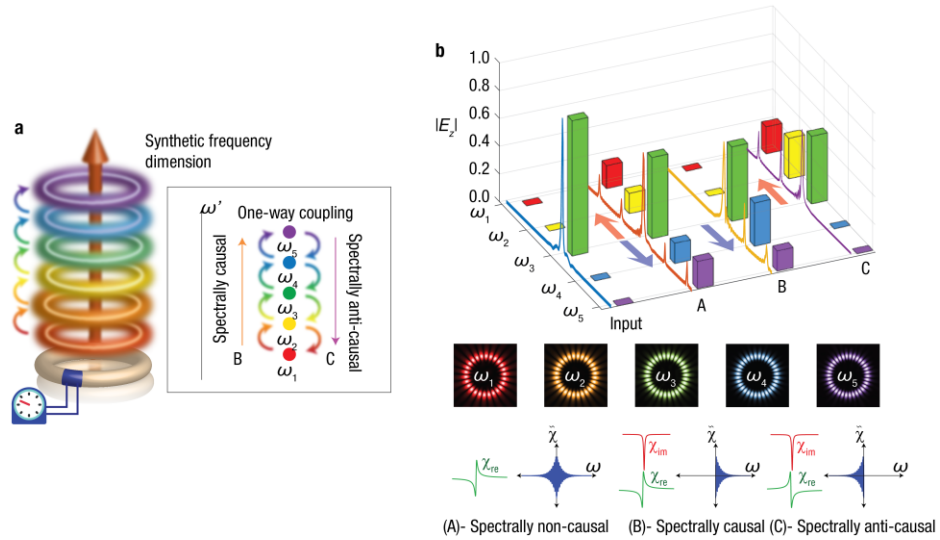 a
Synthetic frequency
dimension
ω'
One-way coupling
Spectrally causal
B
ω5
ω4
ω3
ω2
ω1
Spectrally anti-causal
C
b
|Ez|
1.0
0.8
0.6
0.4
0.2
0.0
ω1
ω2
ω3
ω4
ω5
Input
A
B
C
ω1 ω2 ω3 ω4 ω5
χre
χ̃
ω
χim
χre
χ̃
ω
χim
χre
χ̃
ω
(A)- Spectrally non-causal (B)- Spectrally causal (C)- Spectrally anti-causal